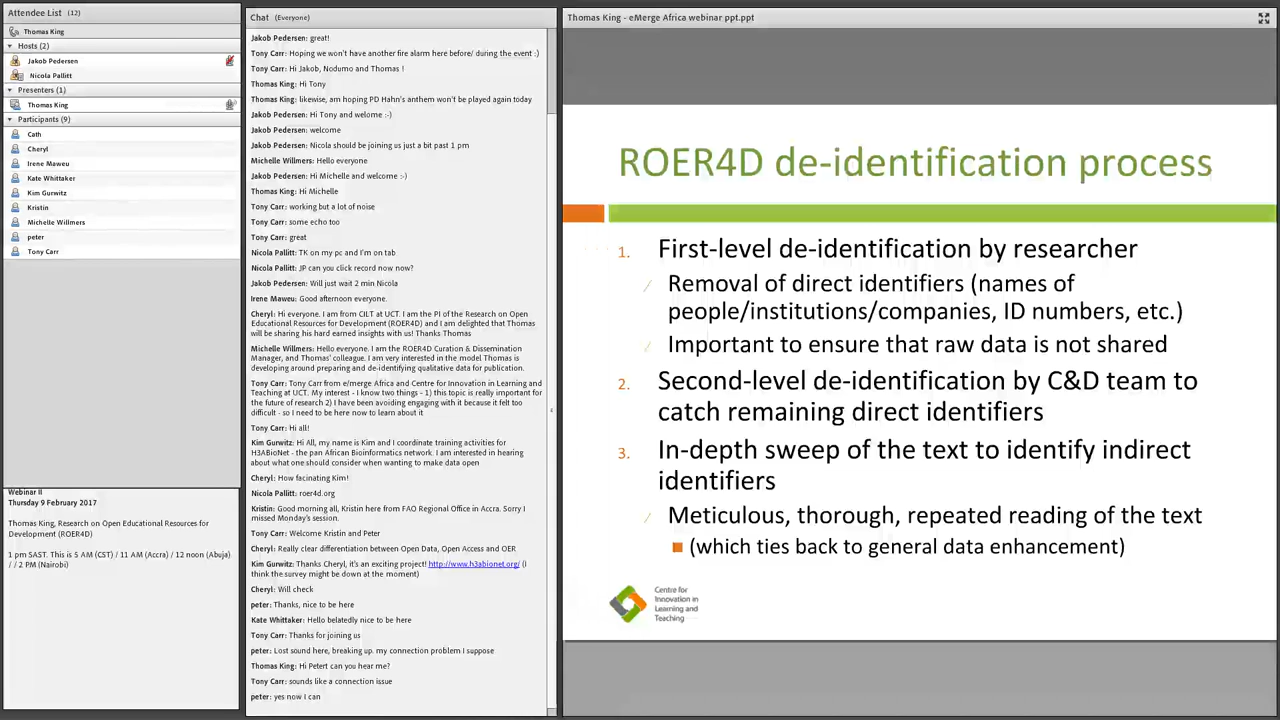 Attendee List (12)
Thomas King
Hosts (2)
Jakob Pedersen
Nicola Pallitt
Presenters (1)
Thomas King
Participants (9)
Cath
Cheryl
Irene Maweu
Kate Whittaker
Kim Gurwitz
Kristin
Michelle Willmers
peter
Tony Carr
Webinar II
Thursday 9 February 2017
Thomas King, Research on Open Educational Resources for
Development (ROER4D)
1 pm SAST. This is 5 AM (CST) / 11 AM (Accra) / 12 noon (Abuja)
/ / 2 PM (Nairobi)
Chat (Everyone)
Jakob Pedersen: great!
Tony Carr: Hoping we won't have another fire alarm here before/ during the event :)
Tony Carr: Hi Jakob, Nodumo and Thomas !
Thomas King: Hi Tony
Thomas King: likewise, am hoping PD Hahn's anthem won't be played again today
Jakob Pedersen: Hi Tony and welome :-)
Jakob Pedersen: welcome
Jakob Pedersen: Nicola should be joining us just a bit past 1 pm
Michelle Willmers: Hello everyone
Jakob Pedersen: Hi Michelle and welcome :-)
Thomas King: Hi Michelle
Tony Carr: working but a lot of noise
Tony Carr: some echo too
Tony Carr: great
Nicola Pallitt: TK on my pc and I'm on tab
Nicola Pallitt: JP can you click record now now?
Jakob Pedersen: Will just wait 2 min Nicola
Irene Maweu: Good afternoon everyone.
Cheryl: Hi everyone. I am from CILT at UCT. I am the PI of the Research on Open
Educational Resources for Development (ROER4D) and I am delighted that Thomas
will be sharing his hard earned insights with us! Thanks Thomas
Michelle Willmers: Hello everyone. I am the ROER4D Curation & Dissemination
Manager, and Thomas' colleague. I am very interested in the model Thomas is
developing around preparing and de-identifying qualitative data for publication.
Tony Carr: Tony Carr from e/merge Africa and Centre for Innovation in Learning and
Teaching at UCT. My interest - I know two things - 1) this topic is really important for
the future of research 2) I have been avoiding engaging with it because it felt too
difficult - so I need to be here now to learn about it
Tony Carr: Hi all!
Kim Gurwitz: Hi All, my name is Kim and I coordinate training activities for
H3ABioNet - the pan African Bioinformatics network. I am interested in hearing
about what one should consider when wanting to make data open
Cheryl: How facinating Kim!
Nicola Pallitt: roer4d.org
Kristin: Good morning all, Kristin here from FAO Regional Office in Accra. Sorry I
missed Monday's session.
Tony Carr: Welcome Kristin and Peter
Cheryl: Really clear differentiation between Open Data, Open Access and OER
Kim Gurwitz: Thanks Cheryl, it's an exciting project! http://www.h3abionet.org/ (I
think the survey might be down at the moment)
Cheryl: Will check
peter: Thanks, nice to be here
Kate Whittaker: Hello belatedly nice to be here
Tony Carr: Thanks for joining us
peter: Lost sound here, breaking up. my connection problem I suppose
Thomas King: Hi Petert can you hear me?
Tony Carr: sounds like a connection issue
peter: yes now I can
Thomas King - eMerge Africa webinar ppt.ppt
ROER4D de-identification process
1. First-level de-identification by researcher
Removal of direct identifiers (names of
people/institutions/companies, ID numbers, etc.)
Important to ensure that raw data is not shared
2. Second-level de-identification by C&D team to
catch remaining direct identifiers
3. In-depth sweep of the text to identify indirect
identifiers
Meticulous, thorough, repeated reading of the text
(which ties back to general data enhancement)
Centre for
Innovation in
Learning and
Teaching